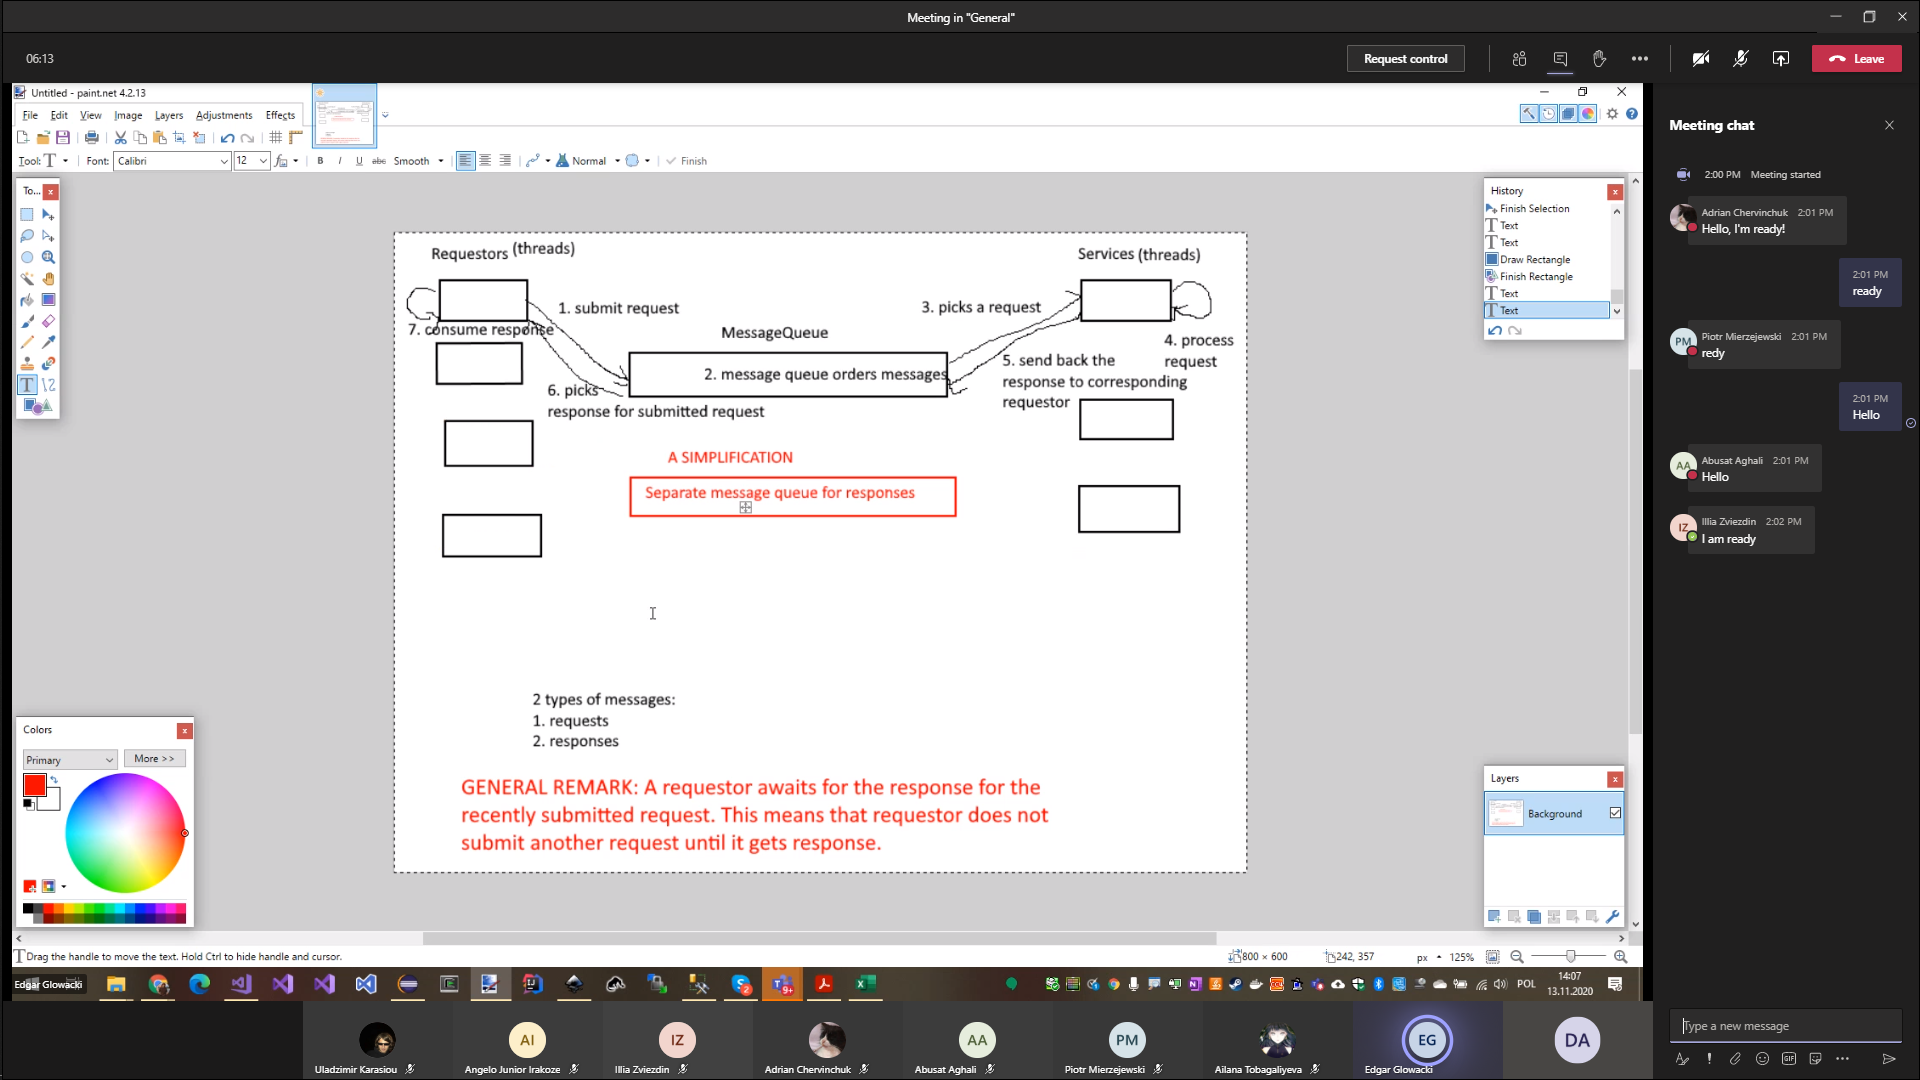 Meeting in "General"
06:13
Request control
Leave
Untitled - paint.net 4.2.13
File Edit View Image Layers Adjustments Effects
Tool: T Font: Calibri 12 B I U abc Smooth Normal Finish
To...
History
Finish Selection
Text
Text
Draw Rectangle
Finish Rectangle
Text
Text
Requestors (threads)
Services (threads)
1. submit request
3. picks a request
7. consume response
MessageQueue
4. process
request
2. message queue orders messages
5. send back the
response to corresponding
requestor
6. picks
response for submitted request
A SIMPLIFICATION
Separate message queue for responses
2 types of messages:
1. requests
2. responses
GENERAL REMARK: A requestor awaits for the response for the
recently submitted request. This means that requestor does not
submit another request until it gets response.
Colors
Primary
More >>
Layers
Background
Drag the handle to move the text. Hold Ctrl to hide handle and cursor.
800 × 600
242, 357
px
125%
Edgar Glowacki
POL
14:07
13.11.2020
Meeting chat
2:00 PM Meeting started
Adrian Chervinchuk 2:01 PM
Hello, I'm ready!
2:01 PM
ready
PM
Piotr Mierzejewski 2:01 PM
redy
2:01 PM
Hello
AA
Abusat Aghali 2:01 PM
Hello
IZ
Illia Zviezdin 2:02 PM
I am ready
Type a new message
GIF
Uladzimir Karasiou
AI
Angelo Junior Irakoze
IZ
Illia Zviezdin
Adrian Chervinchuk
AA
Abusat Aghali
PM
Piotr Mierzejewski
Ailana Tobagaliyeva
EG
Edgar Glowacki
DA